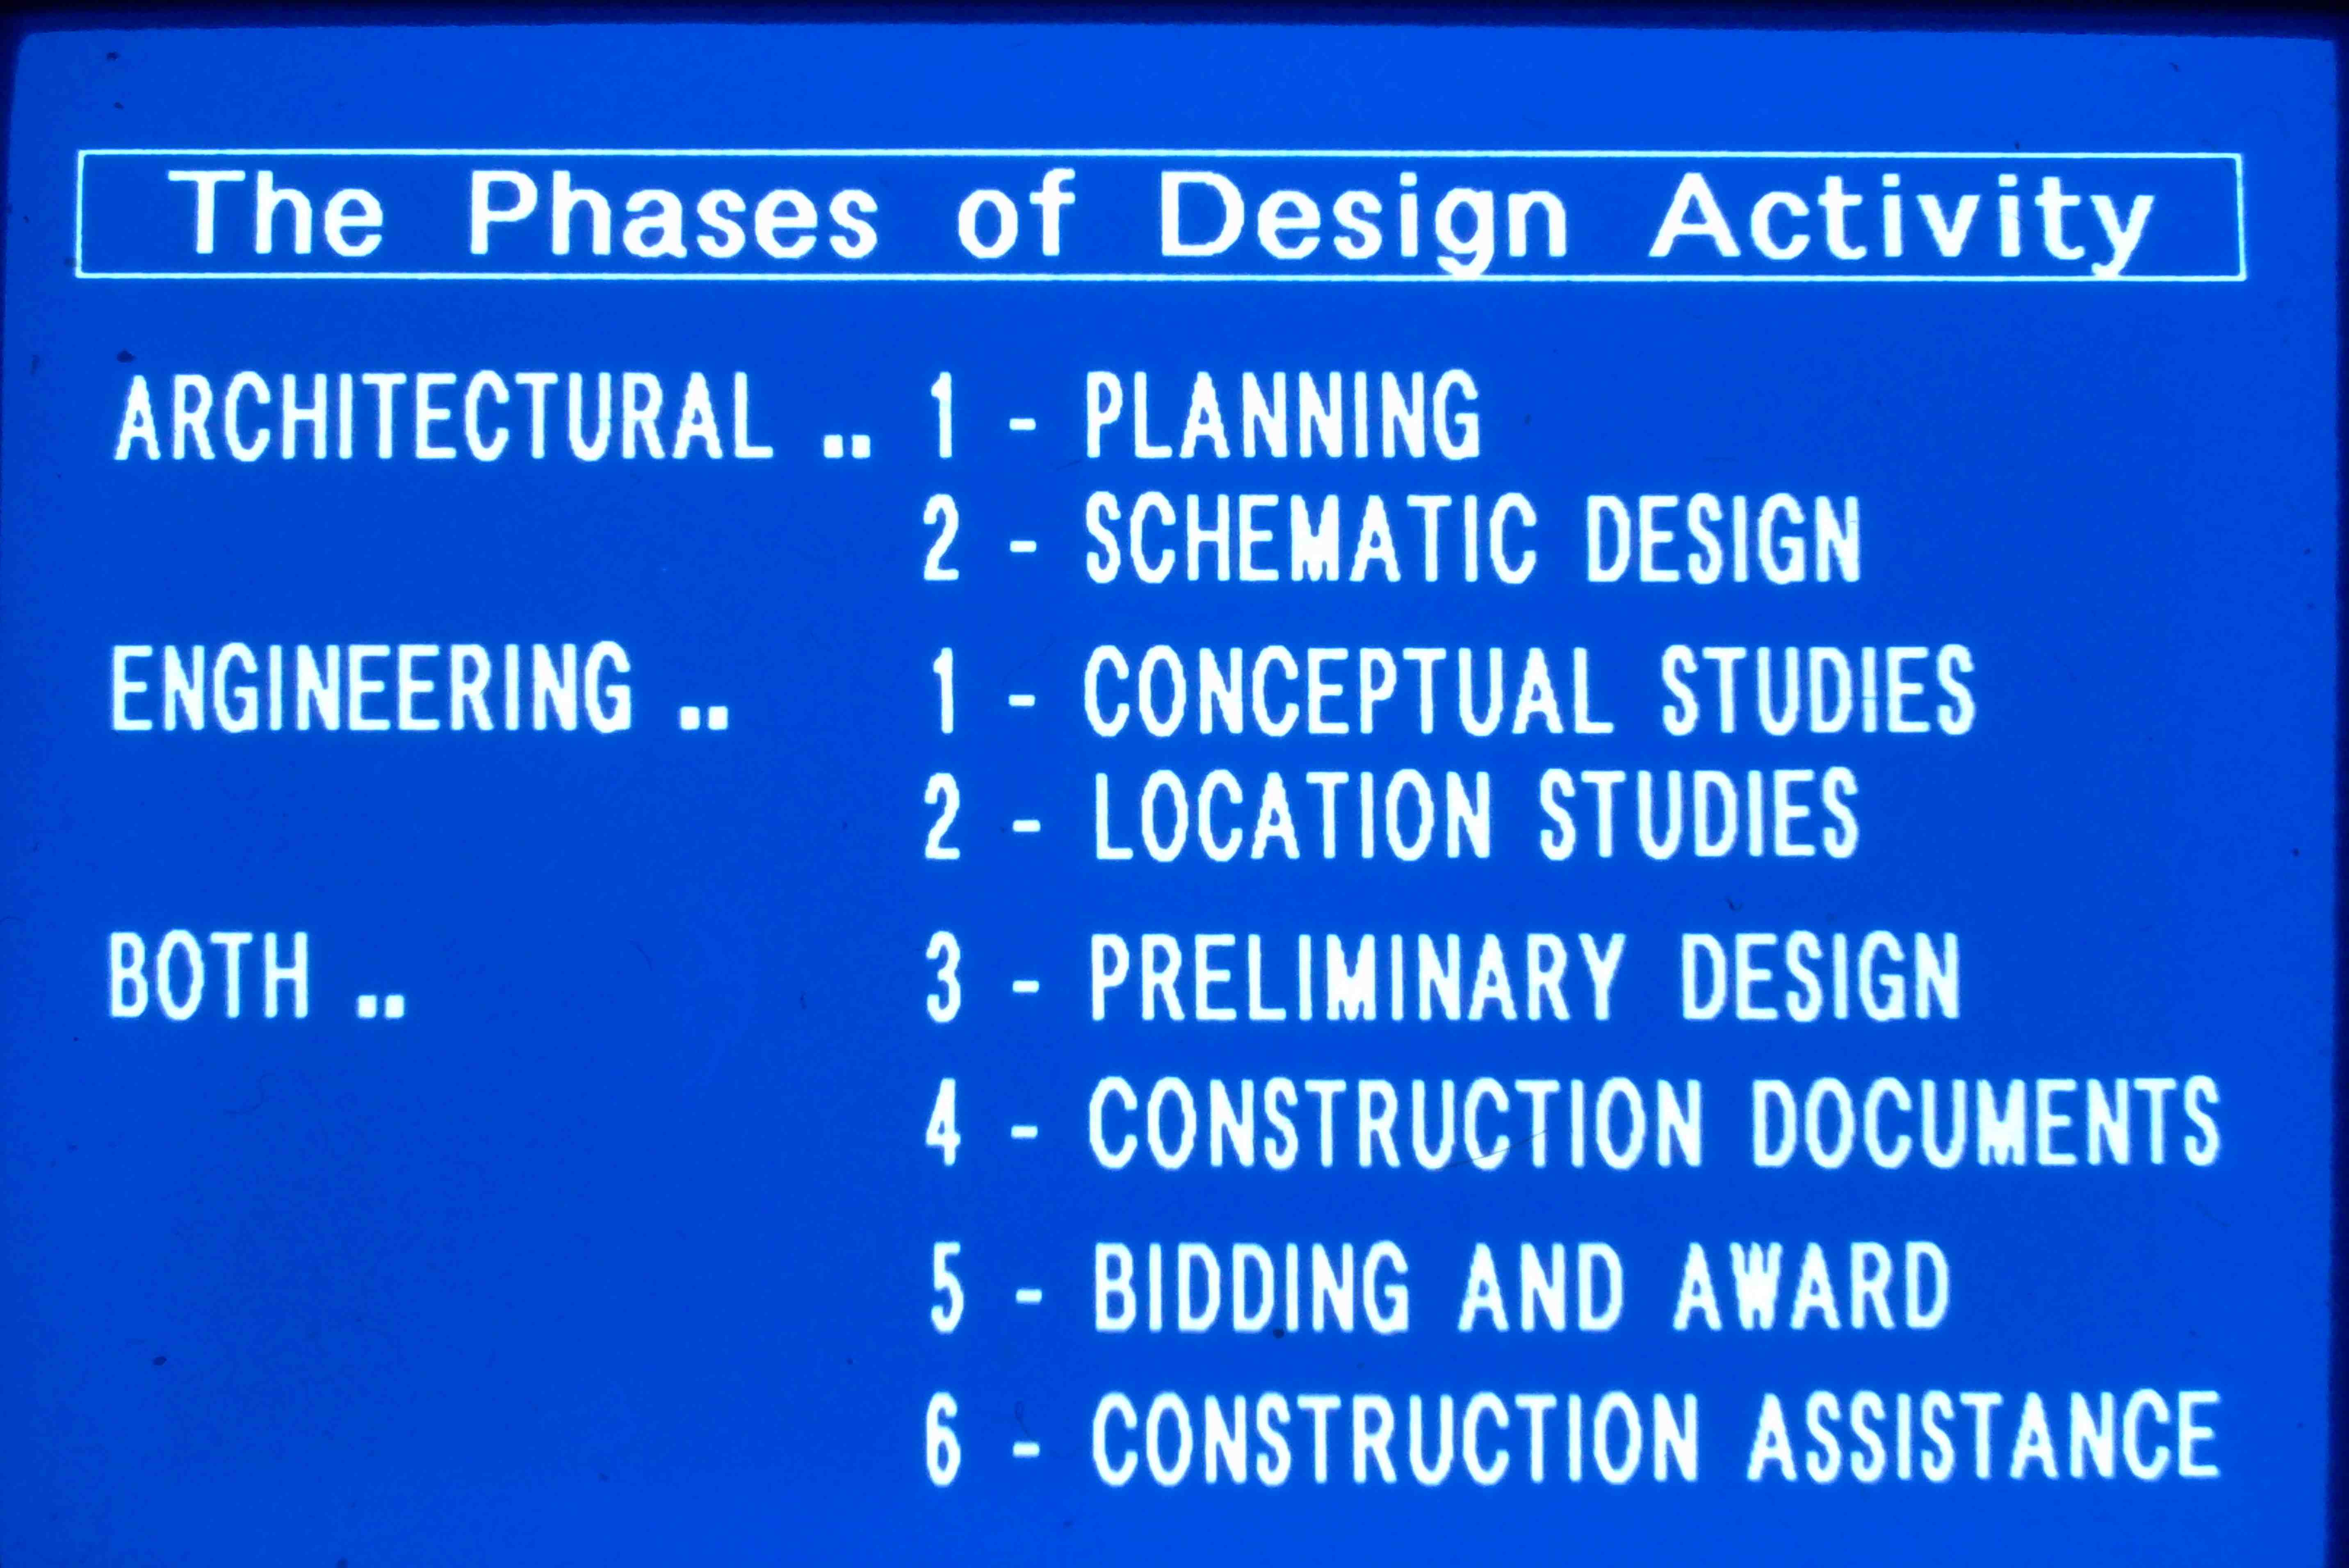 The Phases of Design Activity
ARCHITECTURAL .. 1 - PLANNING
2 - SCHEMATIC DESIGN
ENGINEERING .. 1 - CONCEPTUAL STUDIES
2 - LOCATION STUDIES
BOTH .. 3 - PRELIMINARY DESIGN
4 - CONSTRUCTION DOCUMENTS
5 - BIDDING AND AWARD
6 - CONSTRUCTION ASSISTANCE